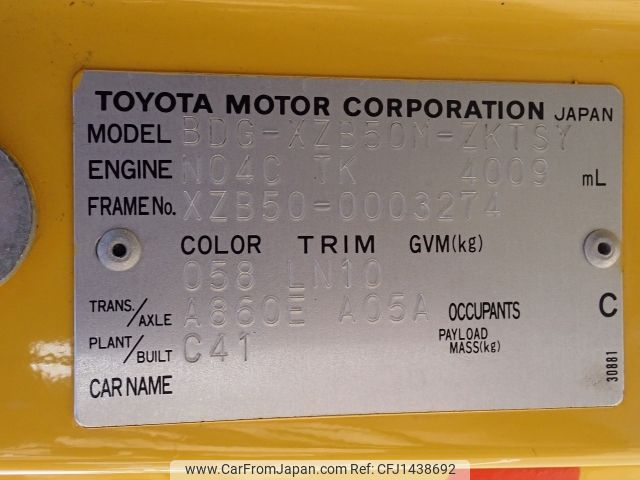 TOYOTA MOTOR CORPORATION JAPAN
MODEL BDG-XZB50M-ZKTSY
ENGINE N04C TK 4009 mL
FRAME No. XZB50-0003274
COLOR TRIM GVM(kg)
058 LN10
TRANS./AXLE A860E A05A OCCUPANTS C
PLANT/BUILT C41 PAYLOAD MASS(kg)
CAR NAME
30881
www.CarFromJapan.com - CFJ1438692